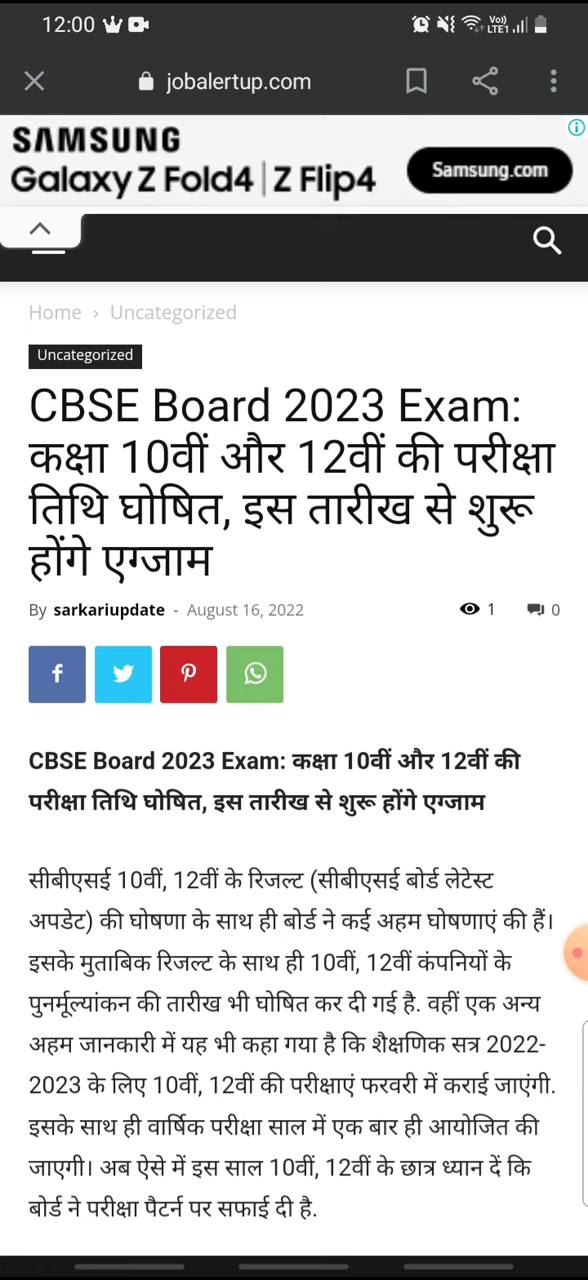 12:00
Vo))
LTE1
jobalertup.com
SAMSUNG
Galaxy Z Fold4 | Z Flip4
Samsung.com
Home › Uncategorized
Uncategorized
CBSE Board 2023 Exam:
कक्षा 10वीं और 12वीं की परीक्षा
तिथि घोषित, इस तारीख से शुरू
होंगे एग्जाम
By sarkariupdate - August 16, 2022
1
0
CBSE Board 2023 Exam: कक्षा 10वीं और 12वीं की
परीक्षा तिथि घोषित, इस तारीख से शुरू होंगे एग्जाम
सीबीएसई 10वीं, 12वीं के रिजल्ट (सीबीएसई बोर्ड लेटेस्ट
अपडेट) की घोषणा के साथ ही बोर्ड ने कई अहम घोषणाएं की हैं।
इसके मुताबिक रिजल्ट के साथ ही 10वीं, 12वीं कंपनियों के
पुनर्मूल्यांकन की तारीख भी घोषित कर दी गई है. वहीं एक अन्य
अहम जानकारी में यह भी कहा गया है कि शैक्षणिक सत्र 2022-
2023 के लिए 10वीं, 12वीं की परीक्षाएं फरवरी में कराई जाएंगी.
इसके साथ ही वार्षिक परीक्षा साल में एक बार ही आयोजित की
जाएगी। अब ऐसे में इस साल 10वीं, 12वीं के छात्र ध्यान दें कि
बोर्ड ने परीक्षा पैटर्न पर सफाई दी है.